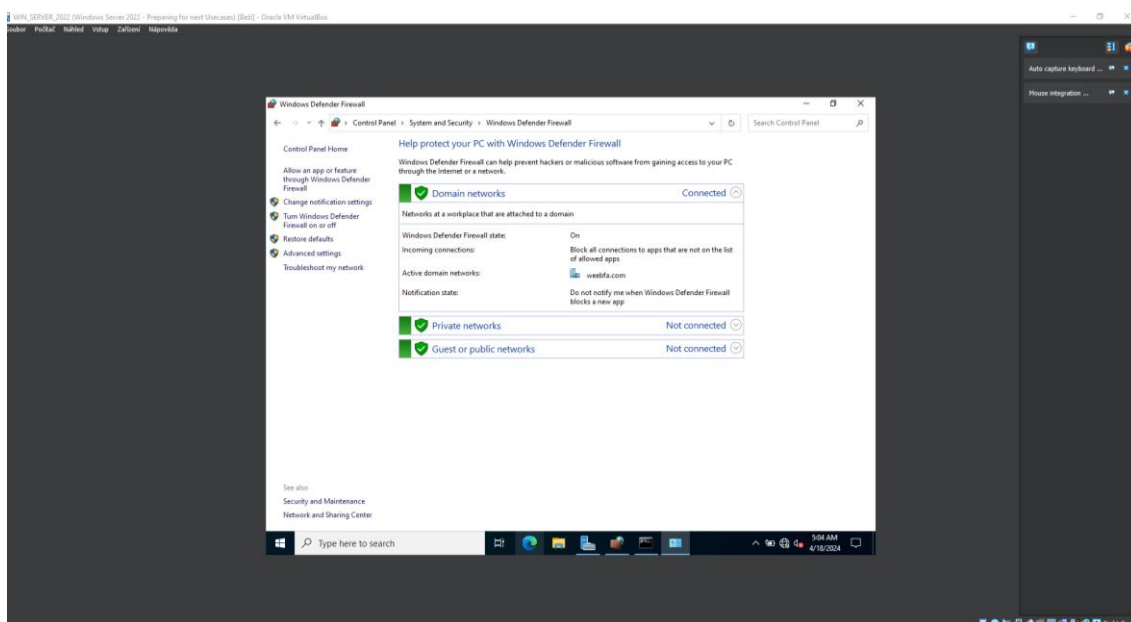 WIN_SERVER_2022 (Windows Server 2022 - Preparing for next Usecases) [Beží] - Oracle VM VirtualBox
Soubor Počítač Náhled Vstup Zařízení Nápověda
Auto capture keyboard ...
Mouse integration ...
Windows Defender Firewall
Control Panel > System and Security > Windows Defender Firewall
Search Control Panel
Control Panel Home
Allow an app or feature
through Windows Defender
Firewall
Change notification settings
Turn Windows Defender
Firewall on or off
Restore defaults
Advanced settings
Troubleshoot my network
Help protect your PC with Windows Defender Firewall
Windows Defender Firewall can help prevent hackers or malicious software from gaining access to your PC
through the Internet or a network.
Domain networks Connected
Networks at a workplace that are attached to a domain
Windows Defender Firewall state: On
Incoming connections: Block all connections to apps that are not on the list
of allowed apps
Active domain networks: weebfa.com
Notification state: Do not notify me when Windows Defender Firewall
blocks a new app
Private networks Not connected
Guest or public networks Not connected
See also
Security and Maintenance
Network and Sharing Center
Type here to search
5:04 AM
4/18/2024